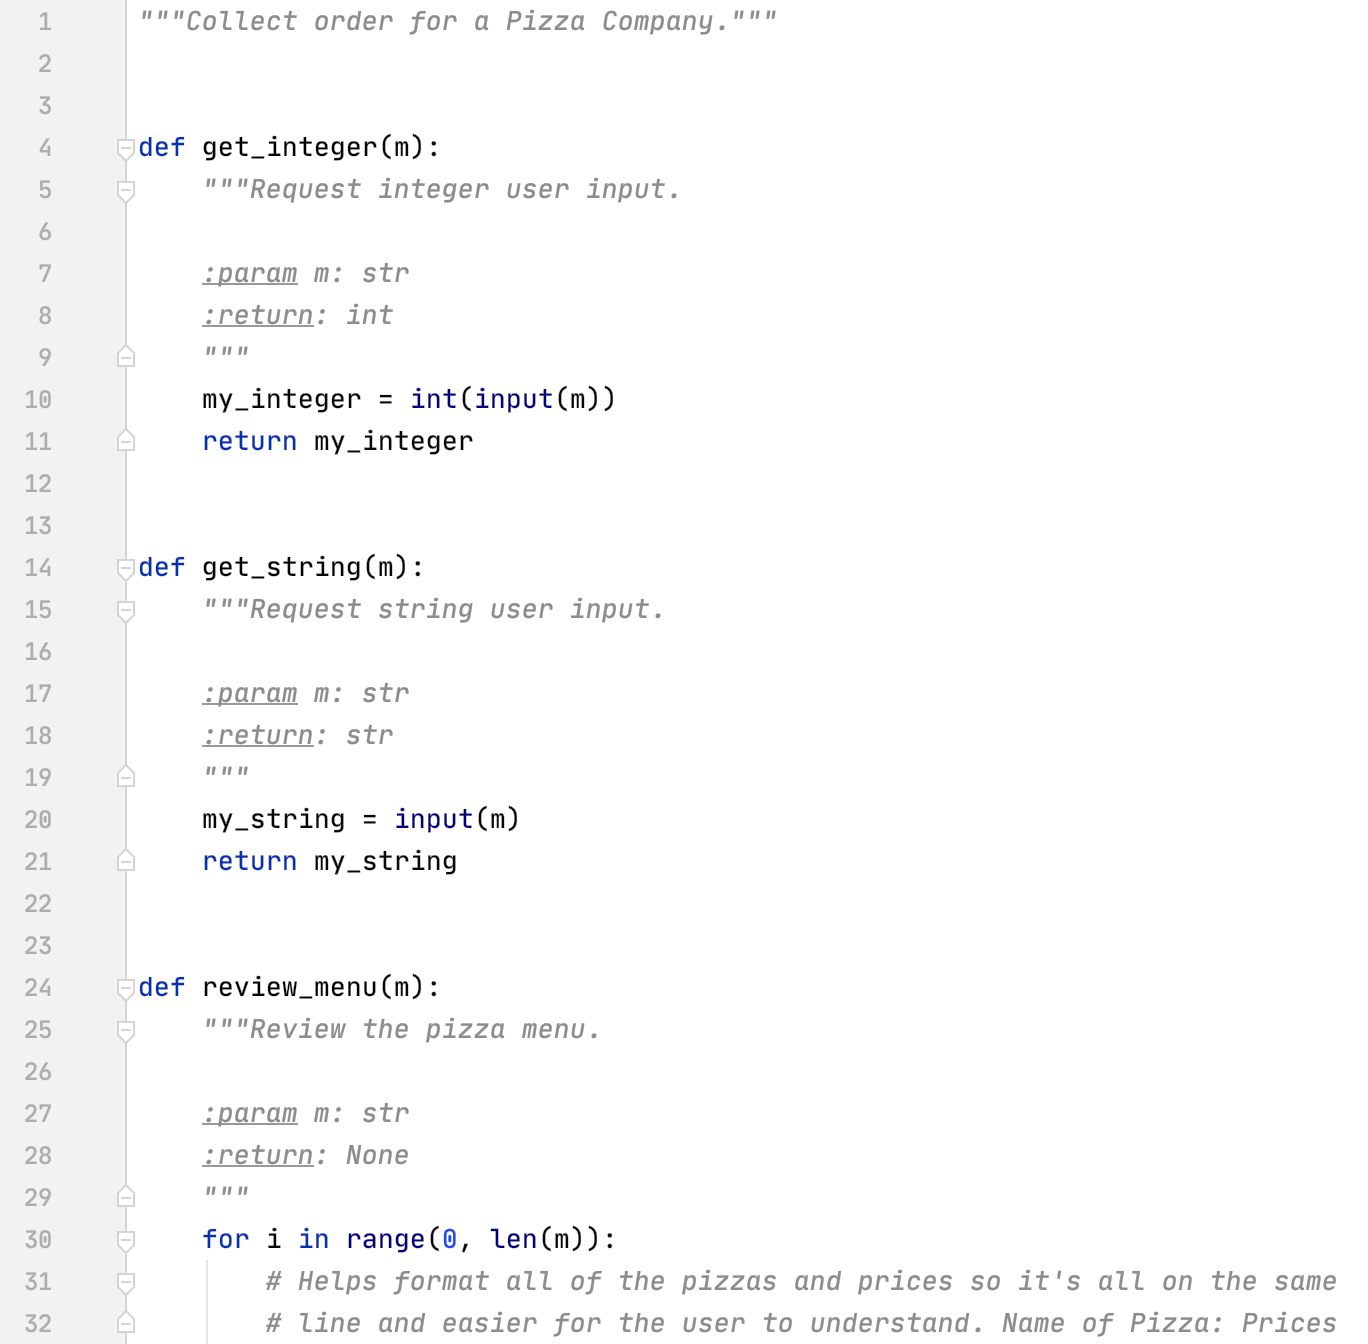 1 """Collect order for a Pizza Company."""
2
3
4 def get_integer(m):
5     """Request integer user input.
6
7     :param m: str
8     :return: int
9     """
10     my_integer = int(input(m))
11     return my_integer
12
13
14 def get_string(m):
15     """Request string user input.
16
17     :param m: str
18     :return: str
19     """
20     my_string = input(m)
21     return my_string
22
23
24 def review_menu(m):
25     """Review the pizza menu.
26
27     :param m: str
28     :return: None
29     """
30     for i in range(0, len(m)):
31         # Helps format all of the pizzas and prices so it's all on the same
32         # line and easier for the user to understand. Name of Pizza: Prices